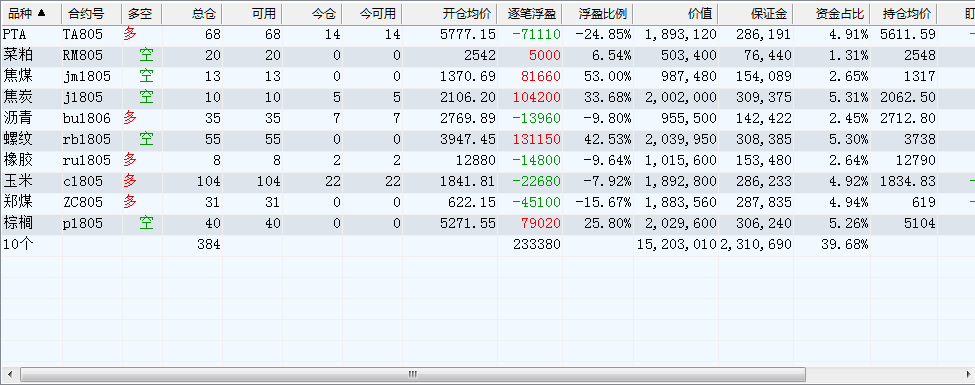 品种 ▲ 合约号 多空 总仓 可用 今仓 今可用 开仓均价 逐笔浮盈 浮盈比例 价值 保证金 资金占比 持仓均价
PTA TA805 多 68 68 14 14 5777.15 -71110 -24.85% 1,893,120 286,191 4.91% 5611.59
菜粕 RM805 空 20 20 0 0 2542 5000 6.54% 503,400 76,440 1.31% 2548
焦煤 jm1805 空 13 13 0 0 1370.69 81660 53.00% 987,480 154,089 2.65% 1317
焦炭 j1805 空 10 10 5 5 2106.20 104200 33.68% 2,002,000 309,375 5.31% 2062.50
沥青 bu1806 多 35 35 7 7 2769.89 -13960 -9.80% 955,500 142,422 2.45% 2712.80
螺纹 rb1805 空 55 55 0 0 3947.45 131150 42.53% 2,039,950 308,385 5.30% 3738
橡胶 ru1805 多 8 8 2 2 12880 -14800 -9.64% 1,015,600 153,480 2.64% 12790
玉米 c1805 多 104 104 22 22 1841.81 -22680 -7.92% 1,892,800 286,233 4.92% 1834.83
郑煤 ZC805 多 31 31 0 0 622.15 -45100 -15.67% 1,883,560 287,835 4.94% 619
棕榈 p1805 空 40 40 0 0 5271.55 79020 25.80% 2,029,600 306,240 5.26% 5104
10个 384 233380 15,203,010 2,310,690 39.68%